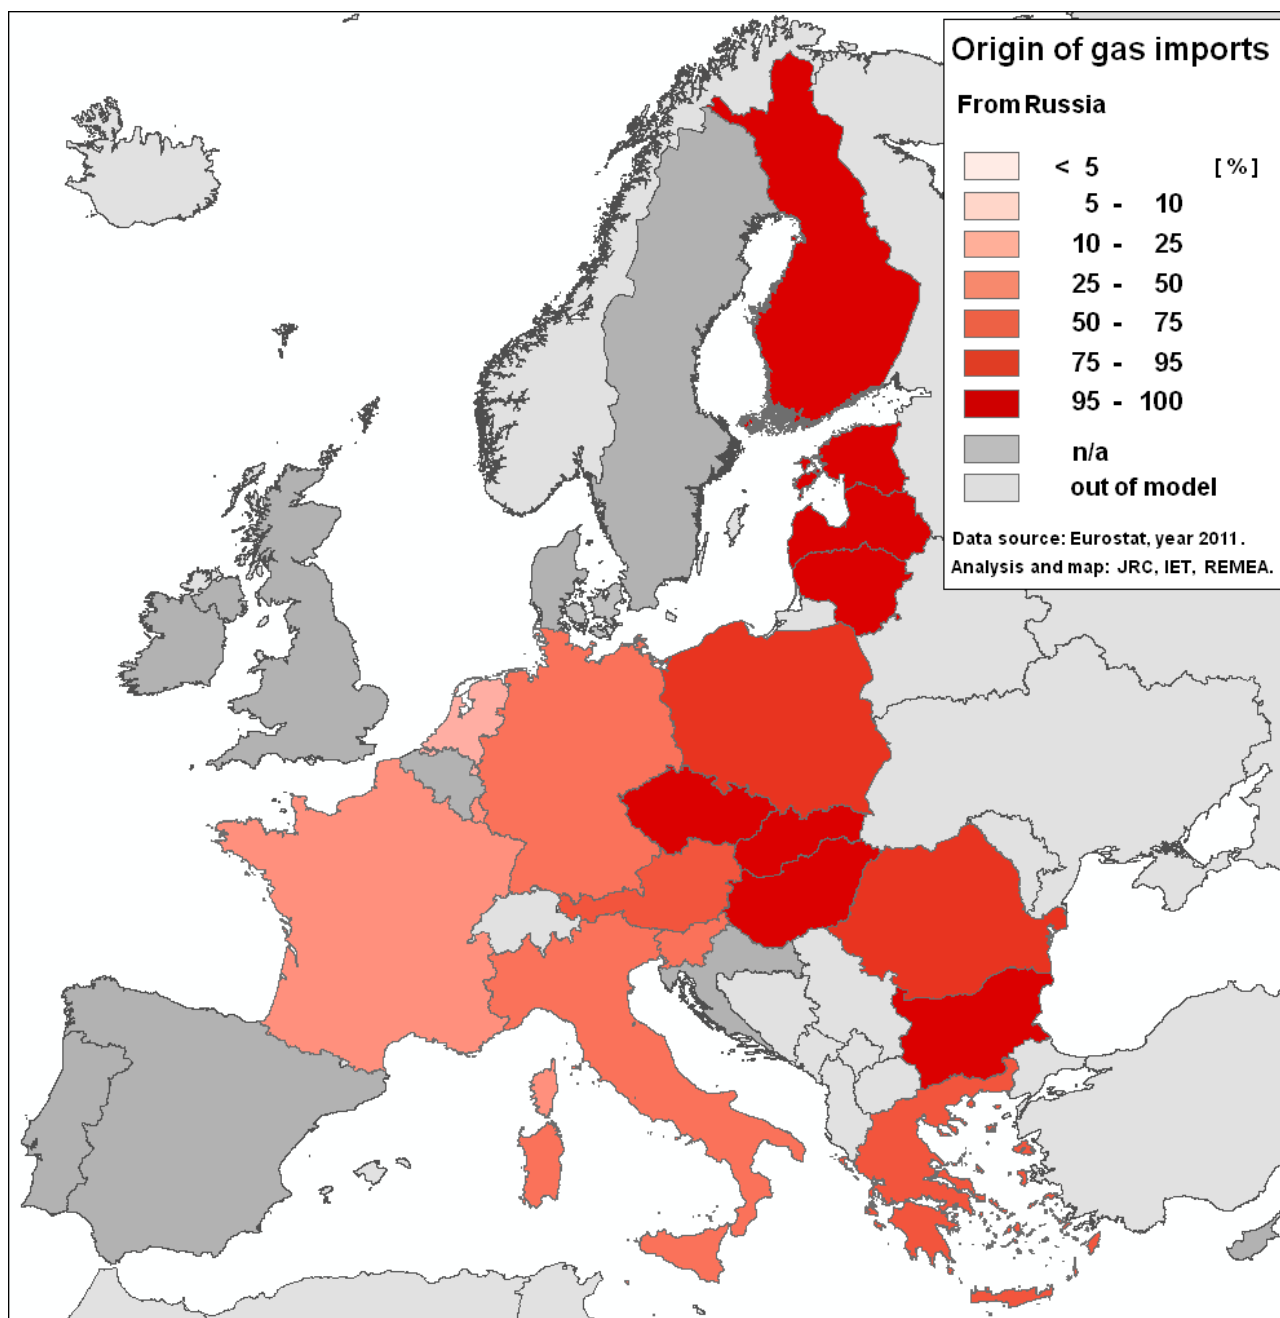 Origin of gas imports
From Russia
< 5 [%]
5 - 10
10 - 25
25 - 50
50 - 75
75 - 95
95 - 100
n/a
out of model
Data source: Eurostat, year 2011.
Analysis and map: JRC, IET, REMEA.